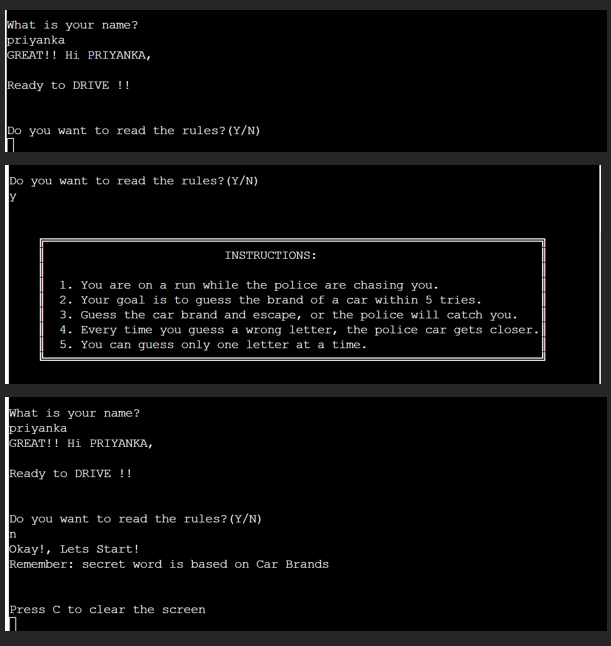 What is your name?
priyanka
GREAT!! Hi PRIYANKA,
Ready to DRIVE !!
Do you want to read the rules?(Y/N)
Do you want to read the rules?(Y/N)
y
INSTRUCTIONS:
1. You are on a run while the police are chasing you.
2. Your goal is to guess the brand of a car within 5 tries.
3. Guess the car brand and escape, or the police will catch you.
4. Every time you guess a wrong letter, the police car gets closer.
5. You can guess only one letter at a time.
What is your name?
priyanka
GREAT!! Hi PRIYANKA,
Ready to DRIVE !!
Do you want to read the rules?(Y/N)
n
Okay!, Lets Start!
Remember: secret word is based on Car Brands
Press C to clear the screen